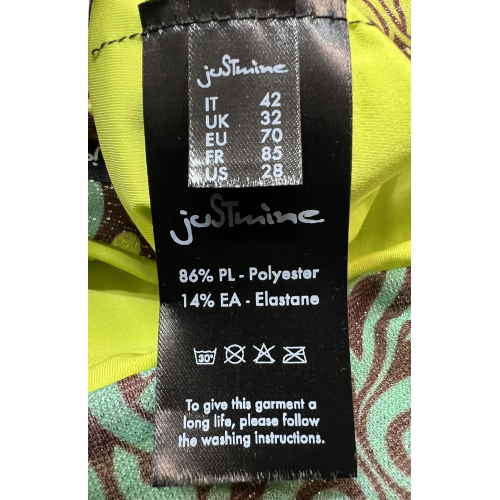 juSTmine
IT 42
UK 32
EU 70
FR 85
US 28
juSTmine
86% PL - Polyester
14% EA - Elastane
30°
To give this garment a
long life, please follow
the washing instructions.